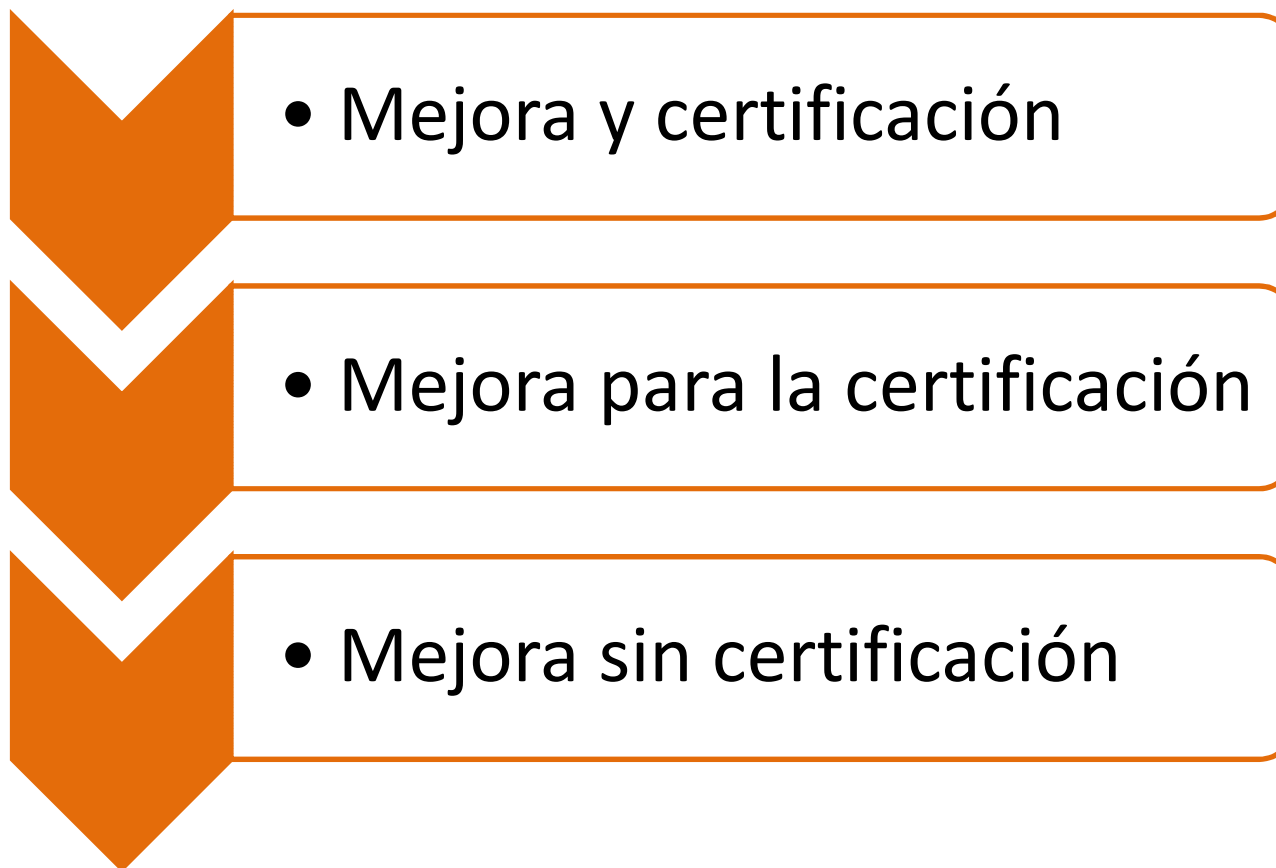 • Mejora y certificación
• Mejora para la certificación
• Mejora sin certificación